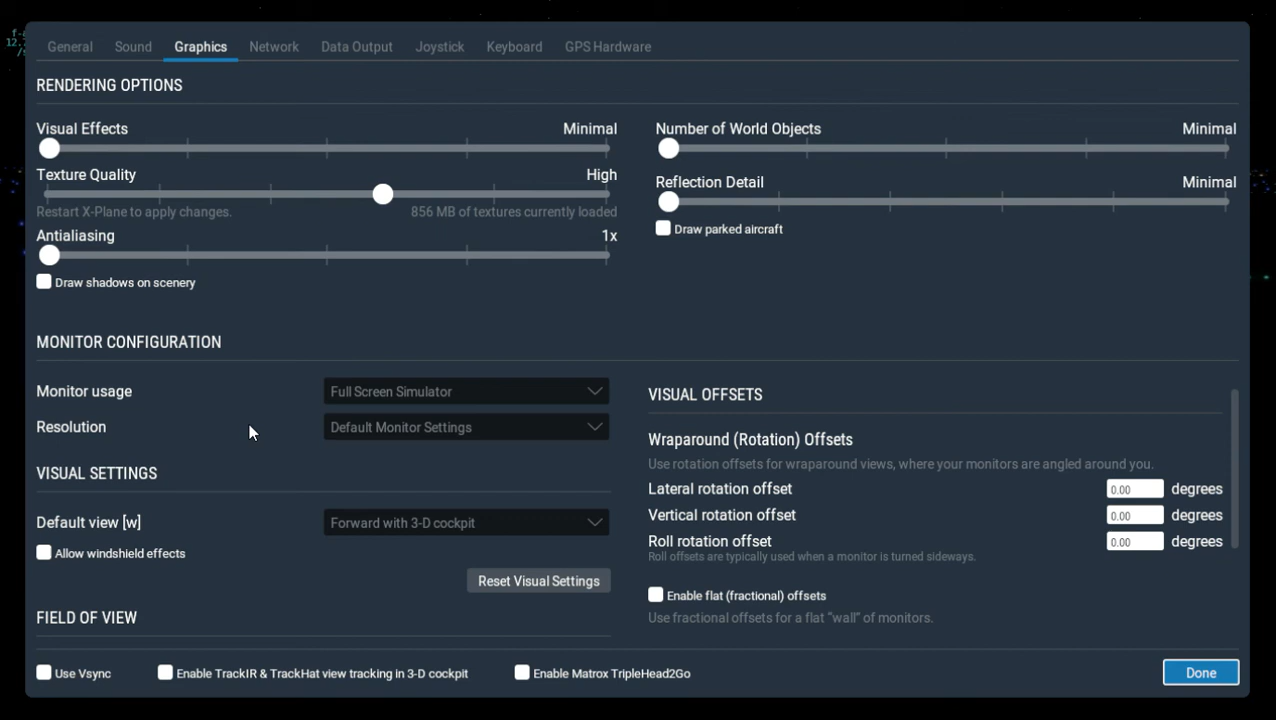 General Sound Graphics Network Data Output Joystick Keyboard GPS Hardware
RENDERING OPTIONS
Visual Effects Minimal
Texture Quality High
Restart X-Plane to apply changes. 856 MB of textures currently loaded
Antialiasing 1x
Draw shadows on scenery
Number of World Objects Minimal
Reflection Detail Minimal
Draw parked aircraft
MONITOR CONFIGURATION
Monitor usage Full Screen Simulator
Resolution Default Monitor Settings
VISUAL SETTINGS
Default view [w] Forward with 3-D cockpit
Allow windshield effects
Reset Visual Settings
FIELD OF VIEW
VISUAL OFFSETS
Wraparound (Rotation) Offsets
Use rotation offsets for wraparound views, where your monitors are angled around you.
Lateral rotation offset 0.00 degrees
Vertical rotation offset 0.00 degrees
Roll rotation offset 0.00 degrees
Roll offsets are typically used when a monitor is turned sideways.
Enable flat (fractional) offsets
Use fractional offsets for a flat “wall” of monitors.
Use Vsync Enable TrackIR & TrackHat view tracking in 3-D cockpit Enable Matrox TripleHead2Go Done